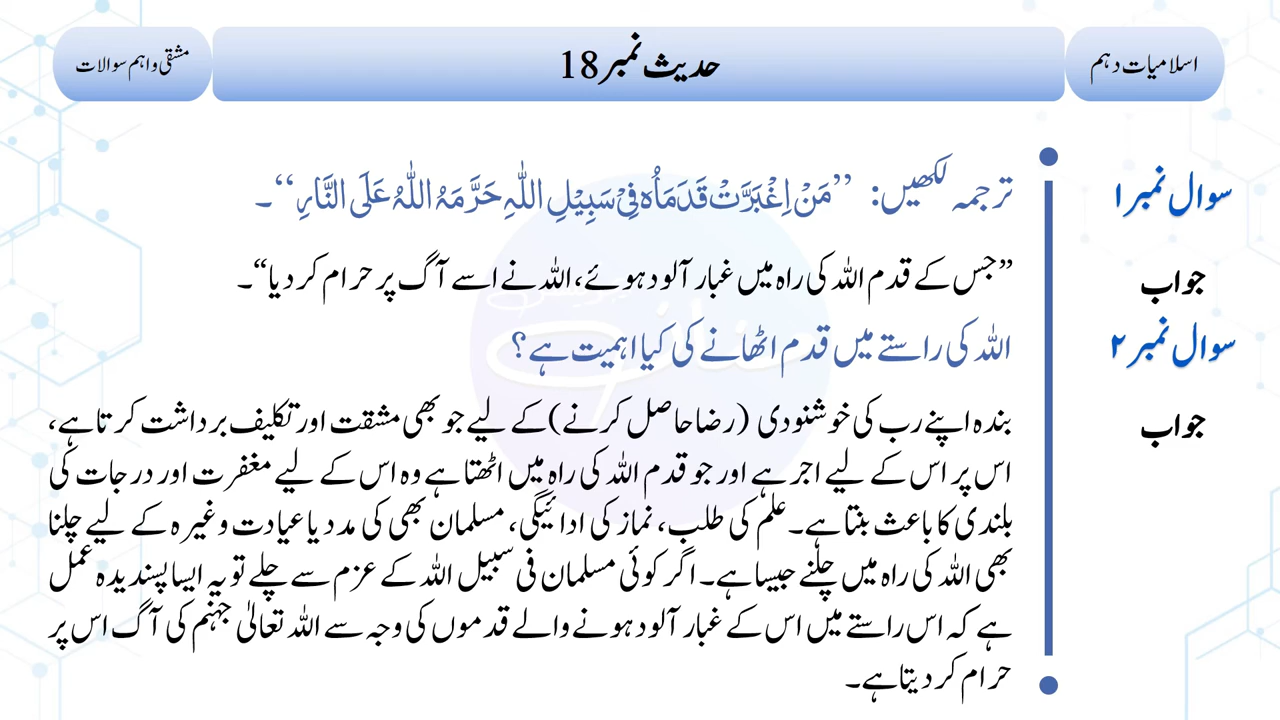 اسلامیات دہم
حدیث نمبر 18
مشقی و اہم سوالات
سوال نمبر ۱
ترجمہ لکھیں: ’’مَنْ اِغْبَرَّتْ قَدَمَاُہ فِیْ سَبِیْلِ اللّٰہِ حَرَّمَہُ اللّٰہُ عَلَی النَّارِ‘‘۔
جواب
”جس کے قدم اللہ کی راہ میں غبار آلود ہوئے، اللہ نے اسے آگ پر حرام کر دیا“۔
سوال نمبر ۲
اللہ کی راستے میں قدم اٹھانے کی کیا اہمیت ہے؟
جواب
بندہ اپنے رب کی خوشنودی (رضا حاصل کرنے) کے لیے جو بھی مشقت اور تکلیف برداشت کرتا ہے،
اس پر اس کے لیے اجر ہے اور جو قدم اللہ کی راہ میں اٹھتا ہے وہ اس کے لیے مغفرت اور درجات کی
بلندی کا باعث بنتا ہے۔ علم کی طلب، نماز کی ادائیگی، مسلمان بھی کی مدد یا عیادت وغیرہ کے لیے چلنا
بھی اللہ کی راہ میں چلنے جیسا ہے۔ اگر کوئی مسلمان فی سبیل اللہ کے عزم سے چلے تو یہ ایسا پسندیدہ عمل
ہے کہ اس راستے میں اس کے غبار آلود ہونے والے قدموں کی وجہ سے اللہ تعالیٰ جہنم کی آگ اس پر
حرام کر دیتا ہے۔